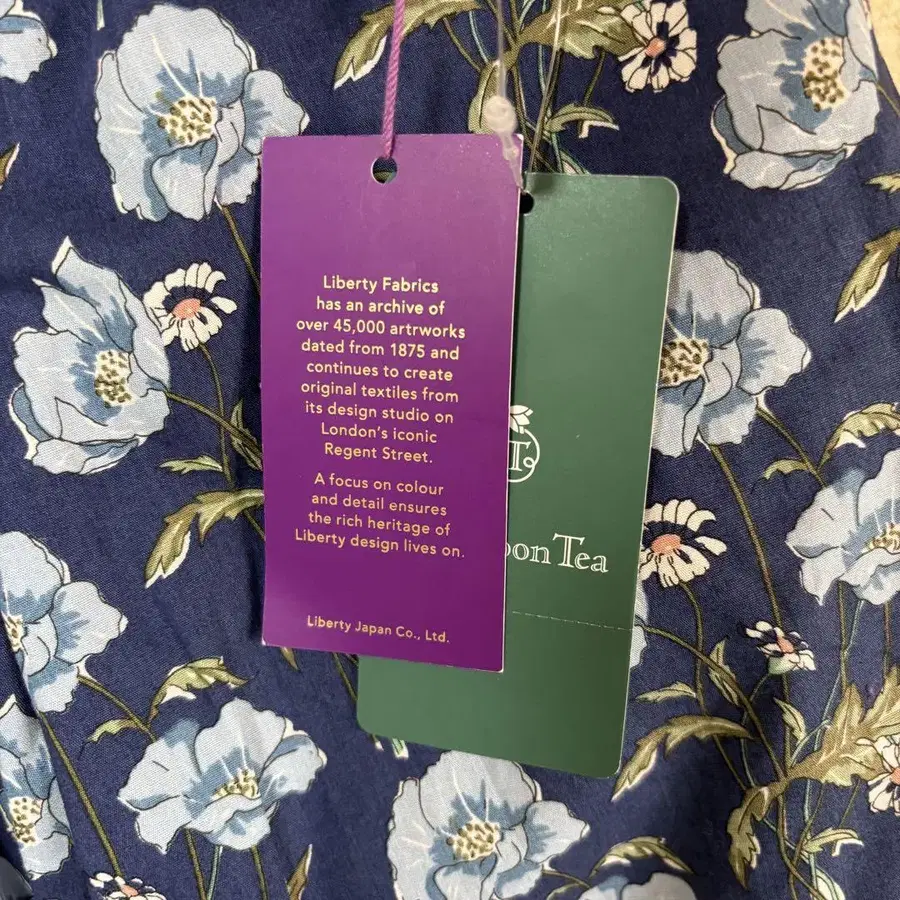 Liberty Fabrics
has an archive of
over 45,000 artrworks
dated from 1875 and
continues to create
original textiles from
its design studio on
London's iconic
Regent Street.
A focus on colour
and detail ensures
the rich heritage of
Liberty design lives on.
Liberty Japan Co., Ltd.
T.
oon Tea